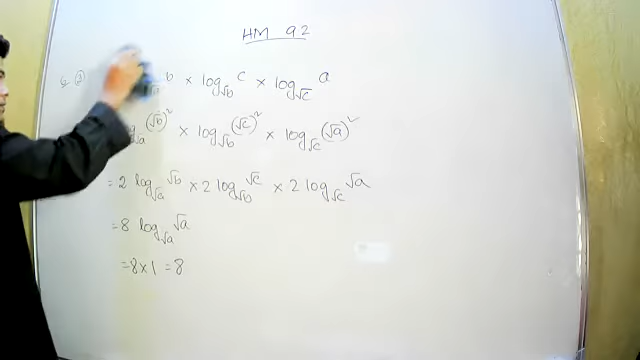 HM 92
b × log√b c × log√c a
(√b)² × log√b (√c)² × log√c (√a)²
= 2 log√a √b × 2 log√b √c × 2 log√c √a
= 8 log√a √a
= 8 × 1 = 8